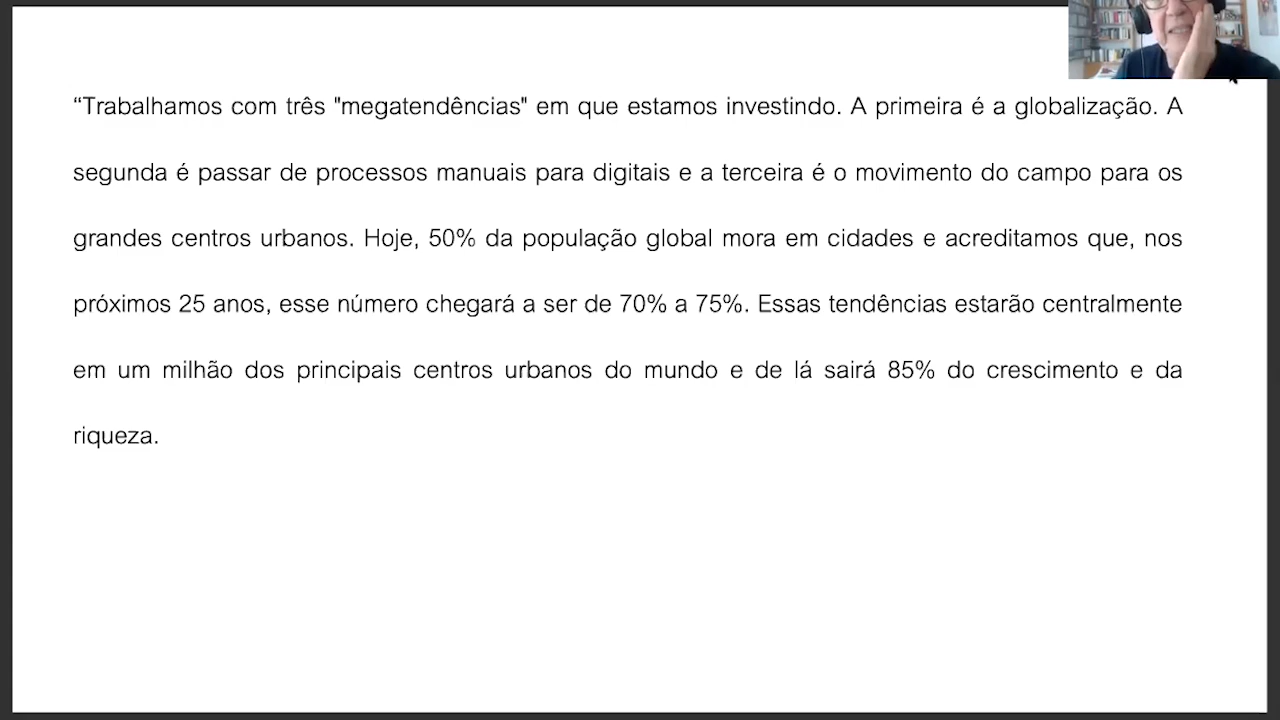 “Trabalhamos com três "megatendências" em que estamos investindo. A primeira é a globalização. A
segunda é passar de processos manuais para digitais e a terceira é o movimento do campo para os
grandes centros urbanos. Hoje, 50% da população global mora em cidades e acreditamos que, nos
próximos 25 anos, esse número chegará a ser de 70% a 75%. Essas tendências estarão centralmente
em um milhão dos principais centros urbanos do mundo e de lá sairá 85% do crescimento e da
riqueza.